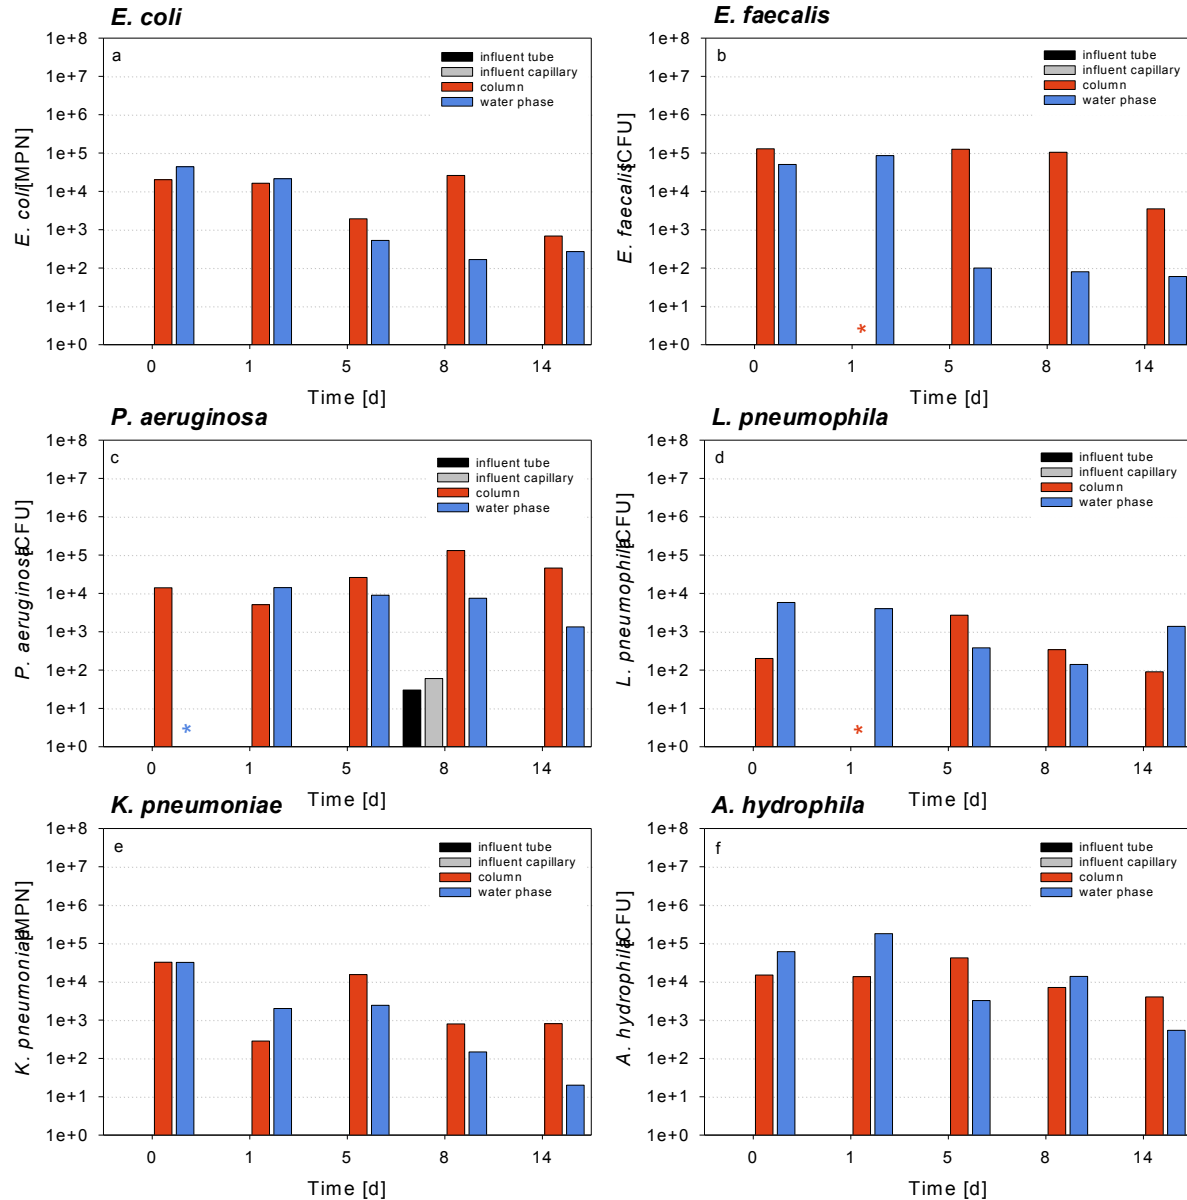 E. coli
1e+8
1e+7
1e+6
1e+5
1e+4
1e+3
1e+2
1e+1
1e+0
E. coli[MPN]
a
influent tube
influent capillary
column
water phase
0 1 5 8 14
Time [d]
E. faecalis
1e+8
1e+7
1e+6
1e+5
1e+4
1e+3
1e+2
1e+1
1e+0
E. faecalis[CFU]
b
influent tube
influent capillary
column
water phase
*
0 1 5 8 14
Time [d]
P. aeruginosa
1e+8
1e+7
1e+6
1e+5
1e+4
1e+3
1e+2
1e+1
1e+0
P. aeruginosa[CFU]
c
influent tube
influent capillary
column
water phase
*
0 1 5 8 14
Time [d]
L. pneumophila
1e+8
1e+7
1e+6
1e+5
1e+4
1e+3
1e+2
1e+1
1e+0
L. pneumophila[CFU]
d
influent tube
influent capillary
column
water phase
*
0 1 5 8 14
Time [d]
K. pneumoniae
1e+8
1e+7
1e+6
1e+5
1e+4
1e+3
1e+2
1e+1
1e+0
K. pneumoniae[MPN]
e
influent tube
influent capillary
column
water phase
0 1 5 8 14
Time [d]
A. hydrophila
1e+8
1e+7
1e+6
1e+5
1e+4
1e+3
1e+2
1e+1
1e+0
A. hydrophila[CFU]
f
influent tube
influent capillary
column
water phase
0 1 5 8 14
Time [d]